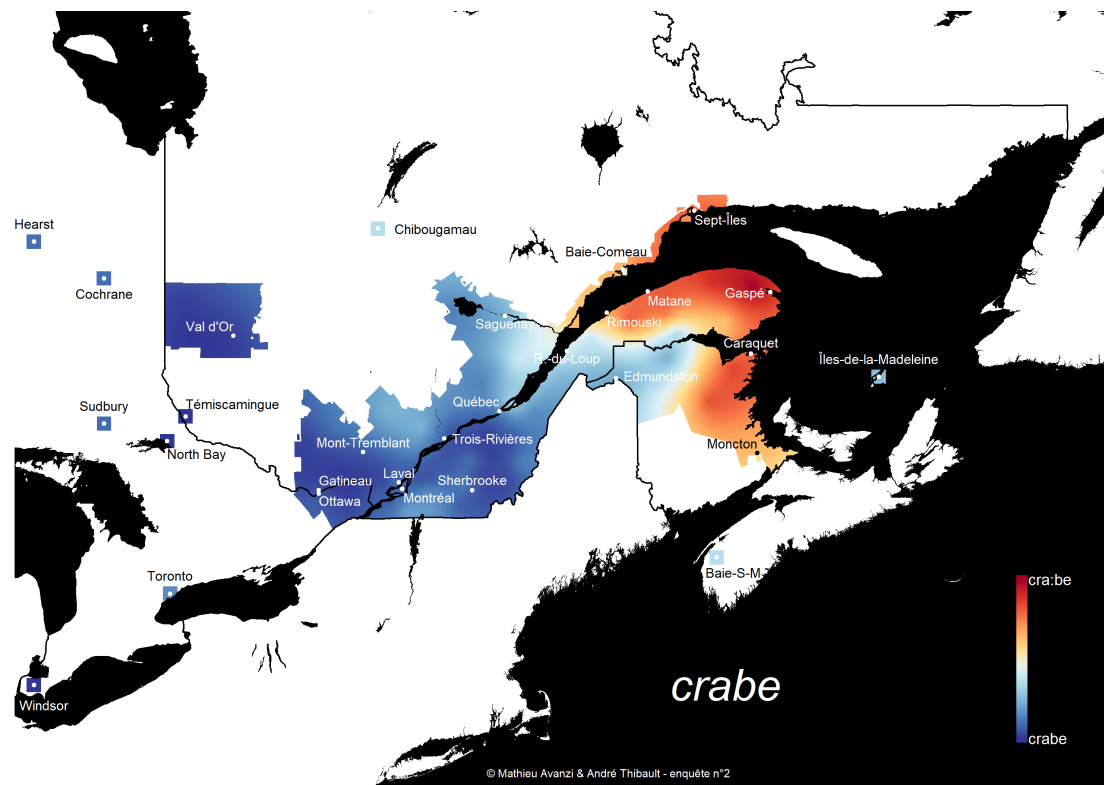 Sept-Îles
Hearst
Chibougamau
Baie-Comeau
Cochrane
Matane
Gaspé
Val d'Or
Saguenay
Rimouski
Caraquet
R.-du-Loup
Îles-de-la-Madeleine
Edmundston
Sudbury
Témiscamingue
Québec
North Bay
Mont-Tremblant
Trois-Rivières
Moncton
Laval
Gatineau
Sherbrooke
Ottawa
Montréal
Toronto
Baie-S-M-
cra:be
crabe
Windsor
crabe
© Mathieu Avanzi & André Thibault - enquête n°2